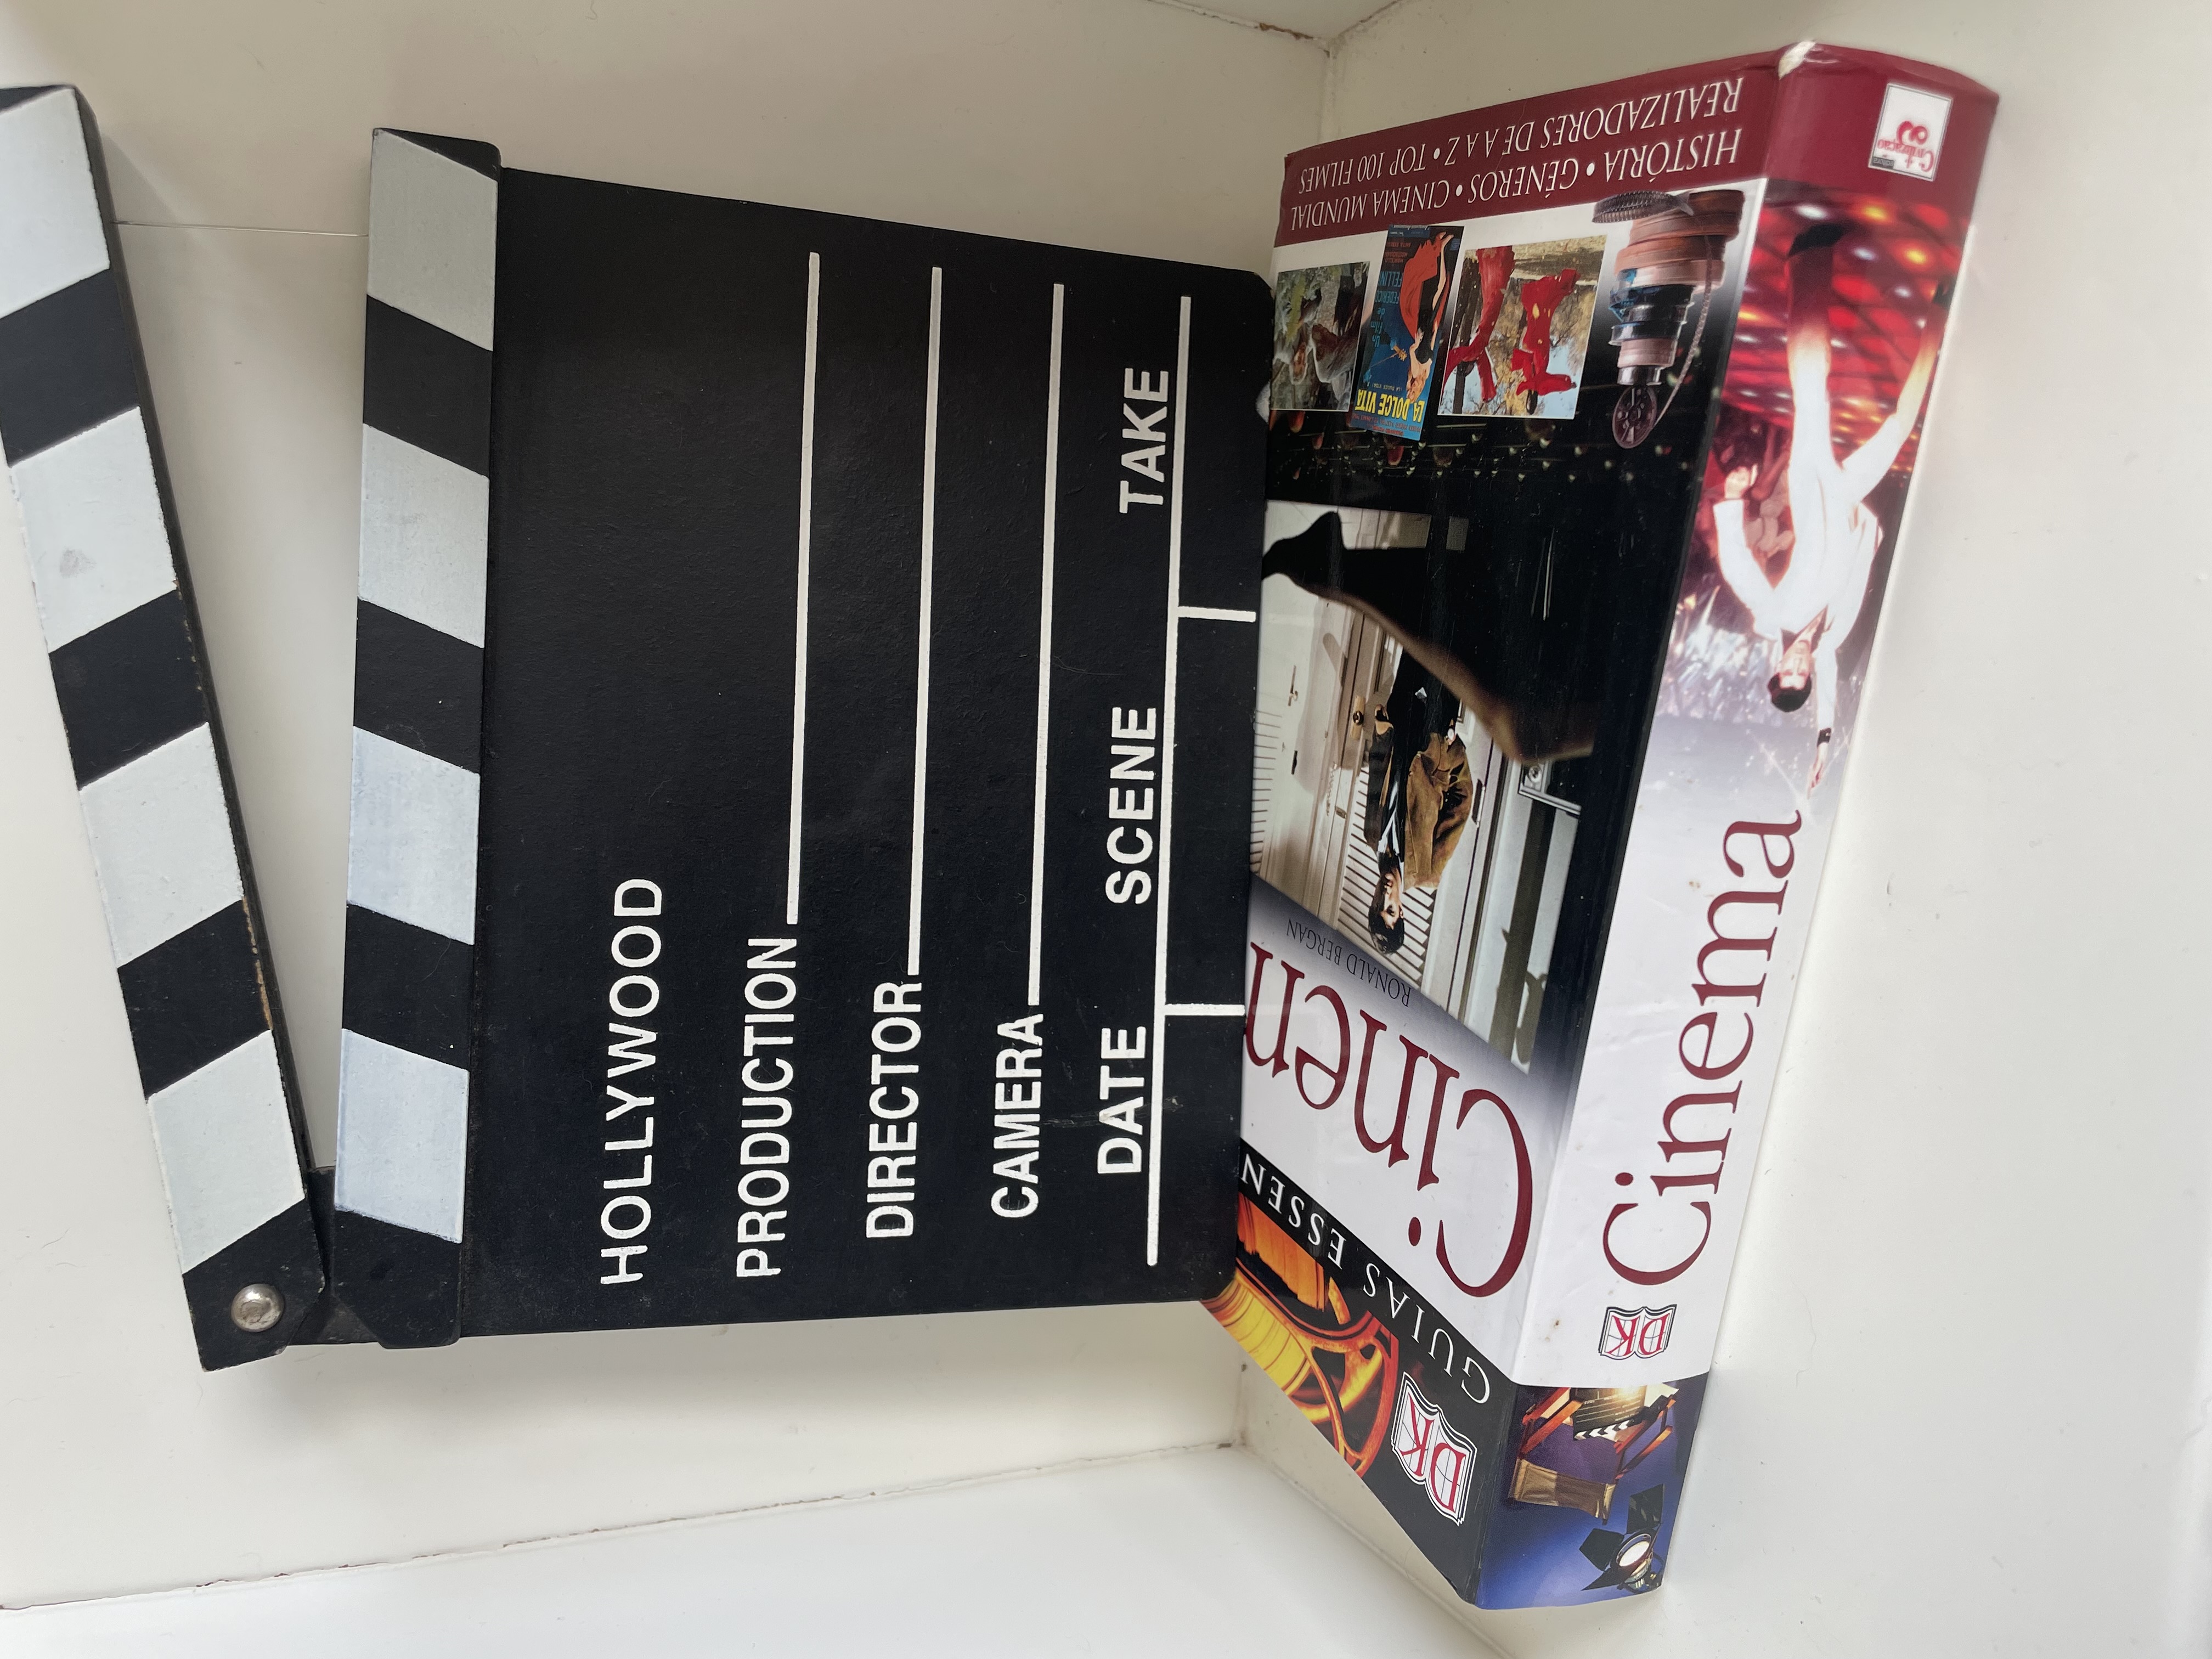 HOLLYWOOD
PRODUCTION
DIRECTOR
CAMERA
DATE SCENE TAKE
DK
GUIAS ESSEN
Cinem
RONALD BERGAN
LA DOLCE VITA
HISTÓRIA • GÉNEROS • CINEMA MUNDIAL
REALIZADORES DE A A Z • TOP 100 FILMES
DK
Cinema
Civilização